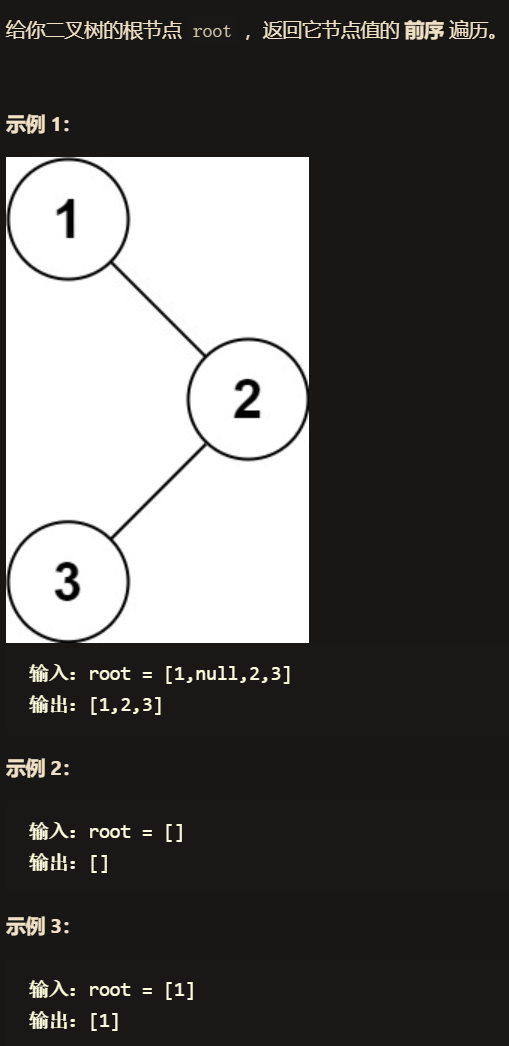 给你二叉树的根节点 root ，返回它节点值的 前序 遍历。
示例 1：
1
2
3
输入：root = [1,null,2,3]
输出：[1,2,3]
示例 2：
输入：root = []
输出：[]
示例 3：
输入：root = [1]
输出：[1]